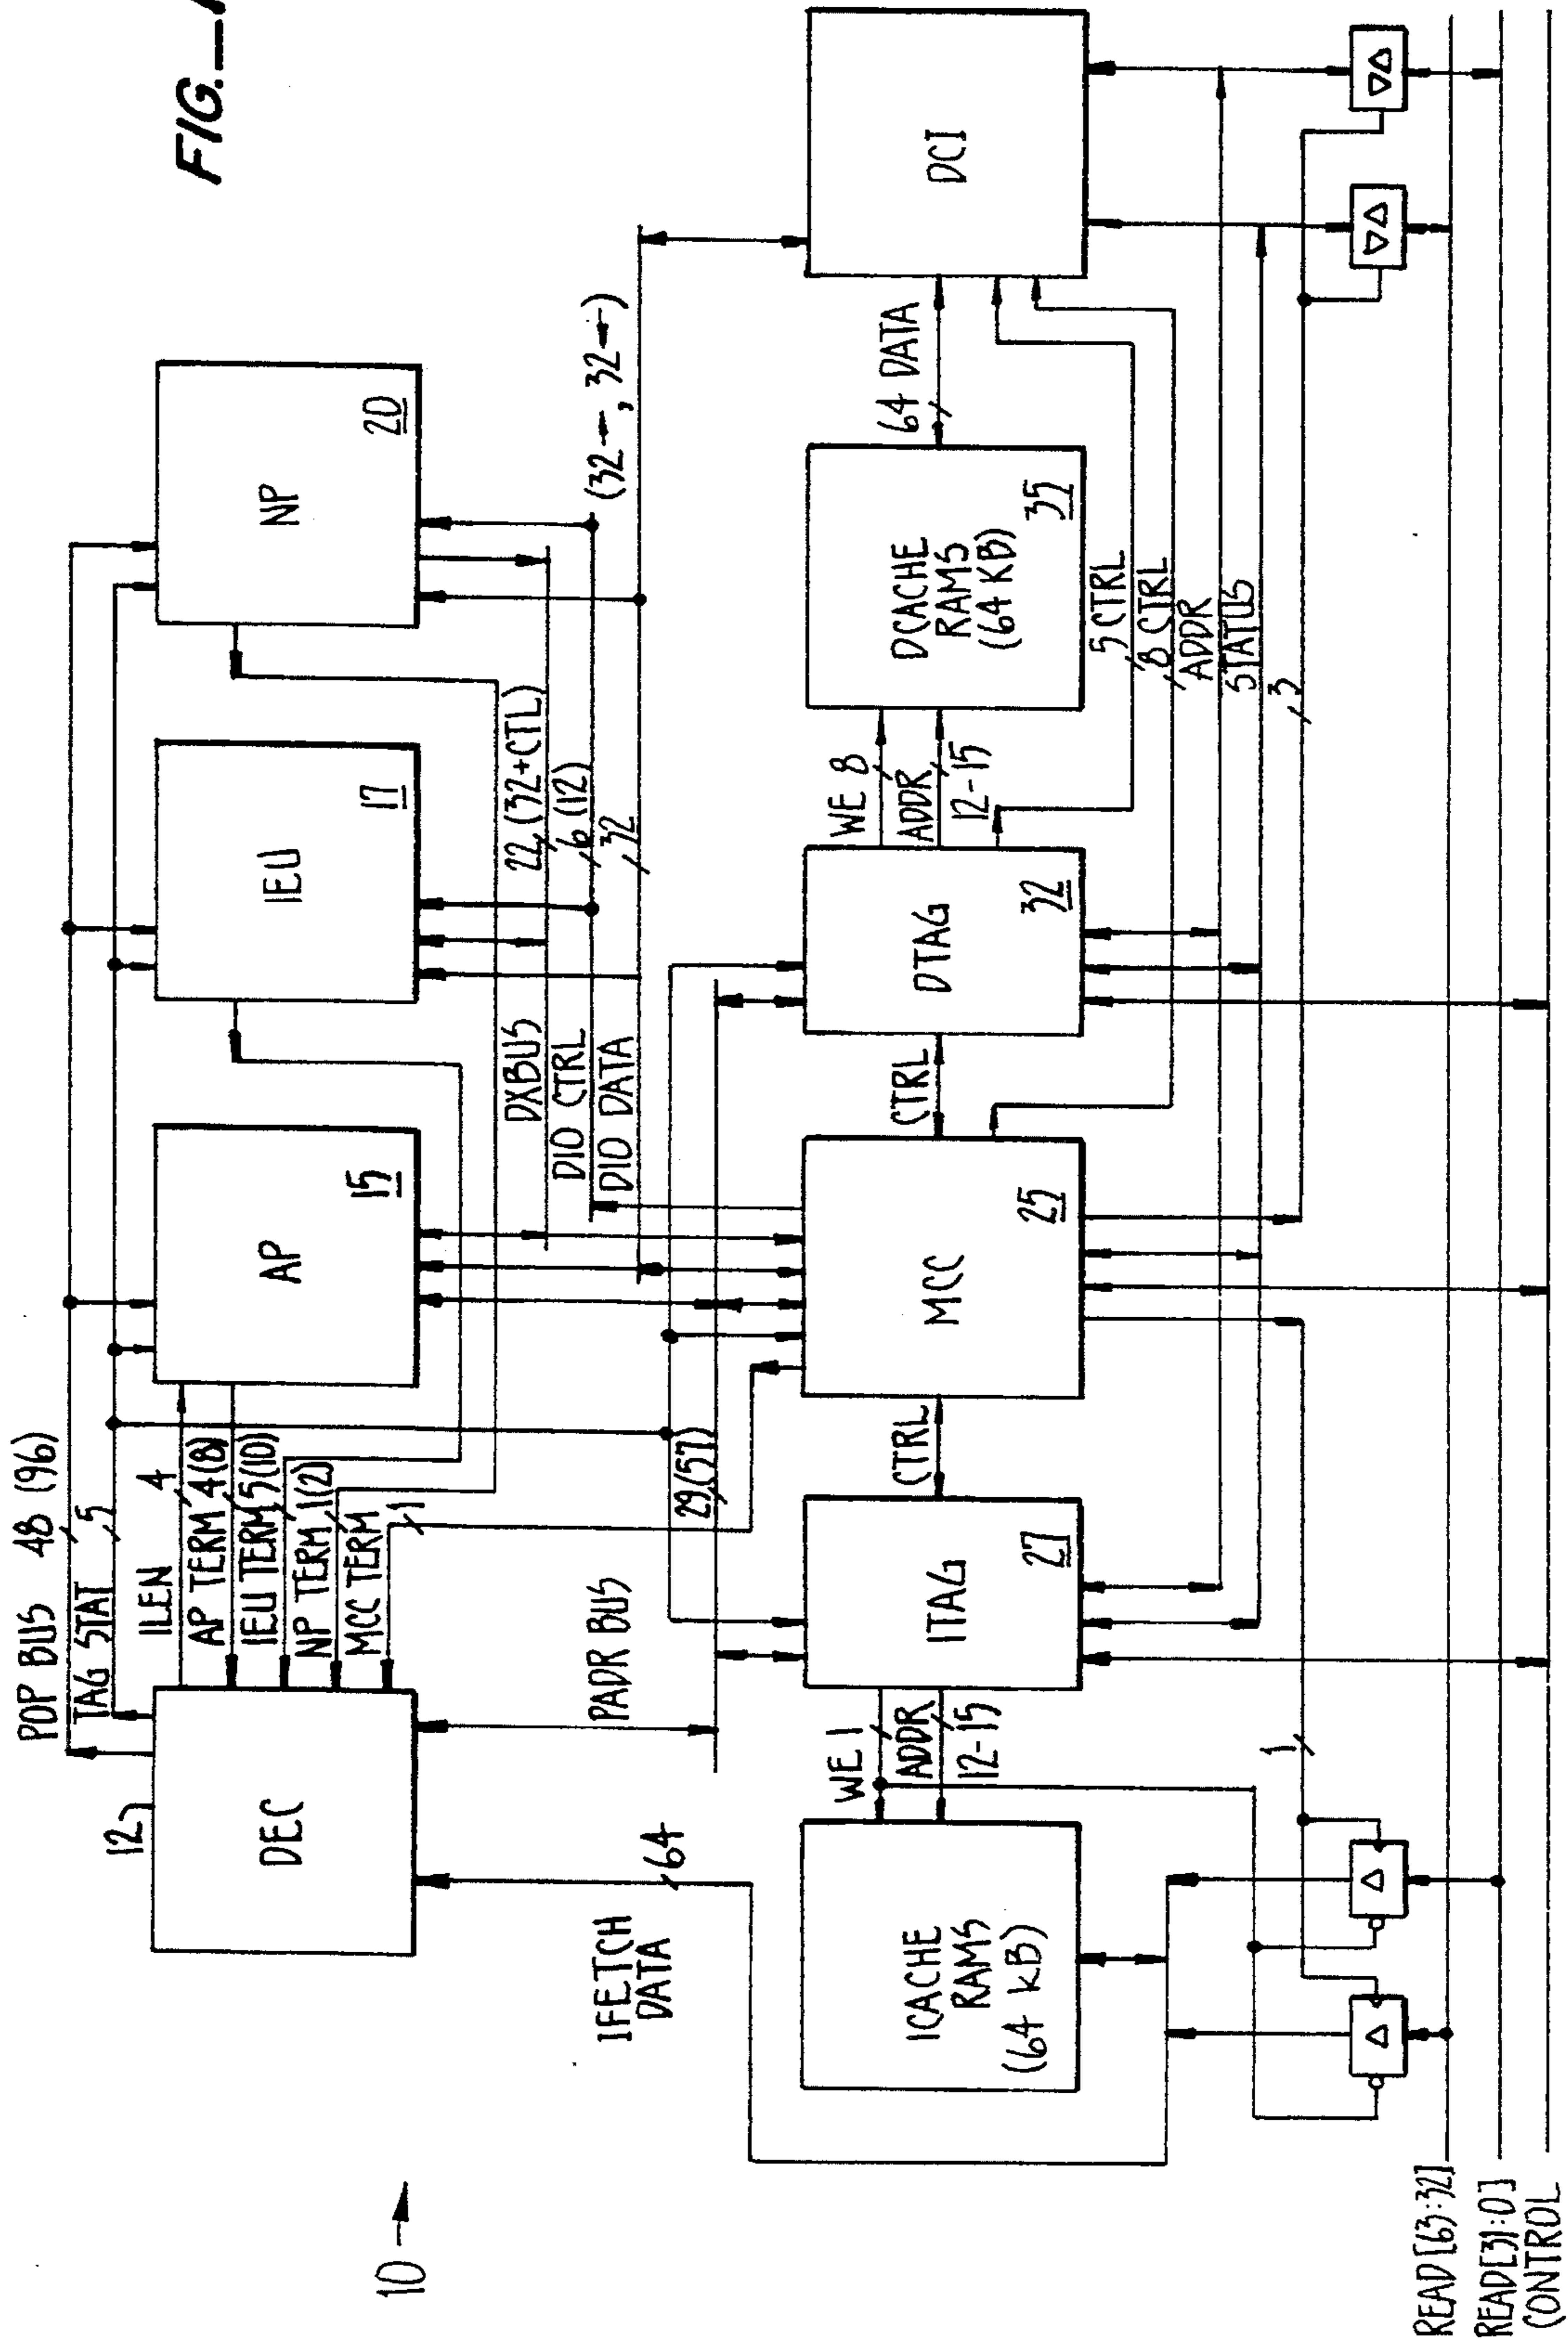 FIG._
POP BUS 48 (96)
TAG STAT 5
ILEN 4
AP TERM 4(8)
IEU TERM 5(10)
NP TERM 1(2)
MCC TERM 1
12
DEC
AP
15
IEU
17
NP
20
DXBUS 22 (32+CTL)
DIO CTRL 6 (12)
DIO DATA 32
(32←, 32→)
PADR BUS 29(57)
IFETCH
DATA
64
10
ICACHE
RAMS
(64 KB)
WE 1
ADDR
12-15
ITAG
27
CTRL
MCC
25
CTRL
DTAG
32
WE 8
ADDR
12-15
DCACHE
RAMS
(64 KB)
35
64 DATA
DCI
5 CTRL
8 CTRL
ADDR
STATUS
3
1
READ[63:32]
READ[31:0]
CONTROL